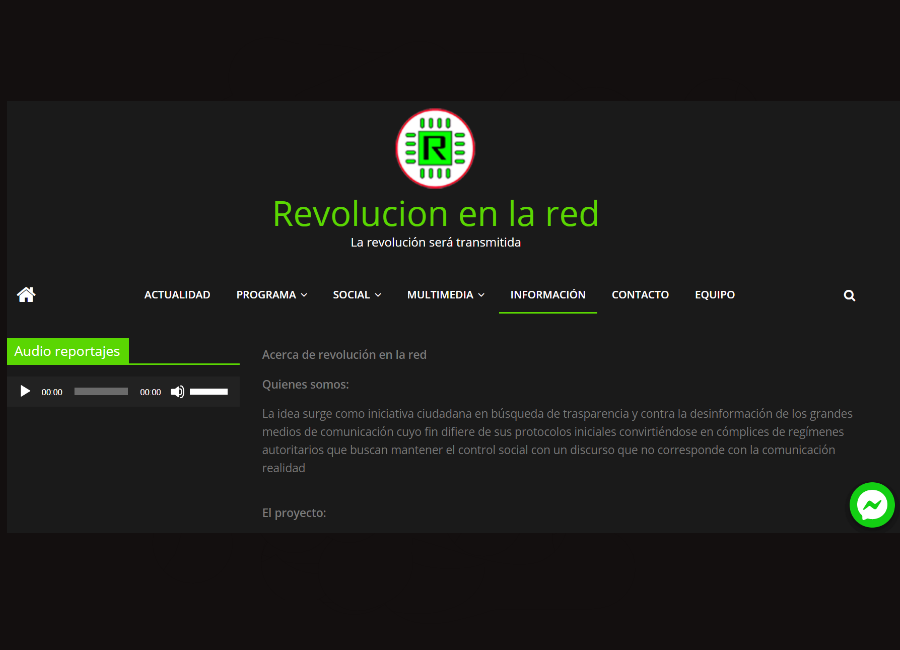 R
Revolucion en la red
La revolución será transmitida
ACTUALIDAD PROGRAMA SOCIAL MULTIMEDIA INFORMACIÓN CONTACTO EQUIPO
Audio reportajes
00:00 00:00
Acerca de revolución en la red
Quienes somos:
La idea surge como iniciativa ciudadana en búsqueda de trasparencia y contra la desinformación de los grandes
medios de comunicación cuyo fin difiere de sus protocolos iniciales convirtiéndose en cómplices de regímenes
autoritarios que buscan mantener el control social con un discurso que no corresponde con la comunicación
realidad
El proyecto: